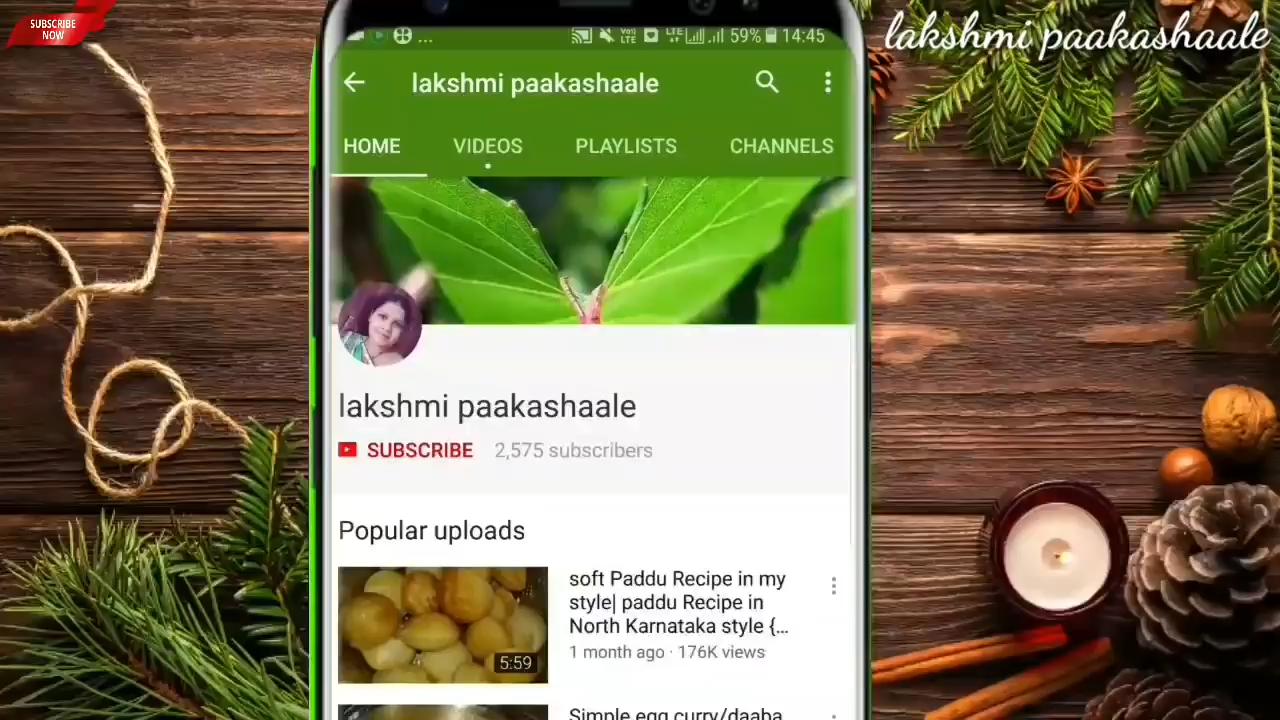 SUBSCRIBE
NOW
lakshmi paakashaale
... LTE 59% 14:45
lakshmi paakashaale
HOME VIDEOS PLAYLISTS CHANNELS
lakshmi paakashaale
SUBSCRIBE 2,575 subscribers
Popular uploads
soft Paddu Recipe in my
style| paddu Recipe in
North Karnataka style {...
1 month ago · 176K views
5:59
Simple egg curry/daaba